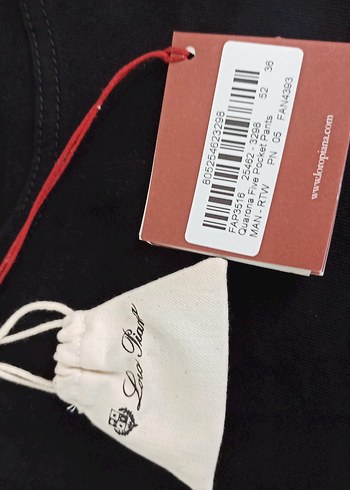 805254623298
FAP3516 25462 - 3298 52 36
Quarona Five Pocket Pants
MAN - RTW PN 05 FAN4393
www.loropiana.com
Loro Piana